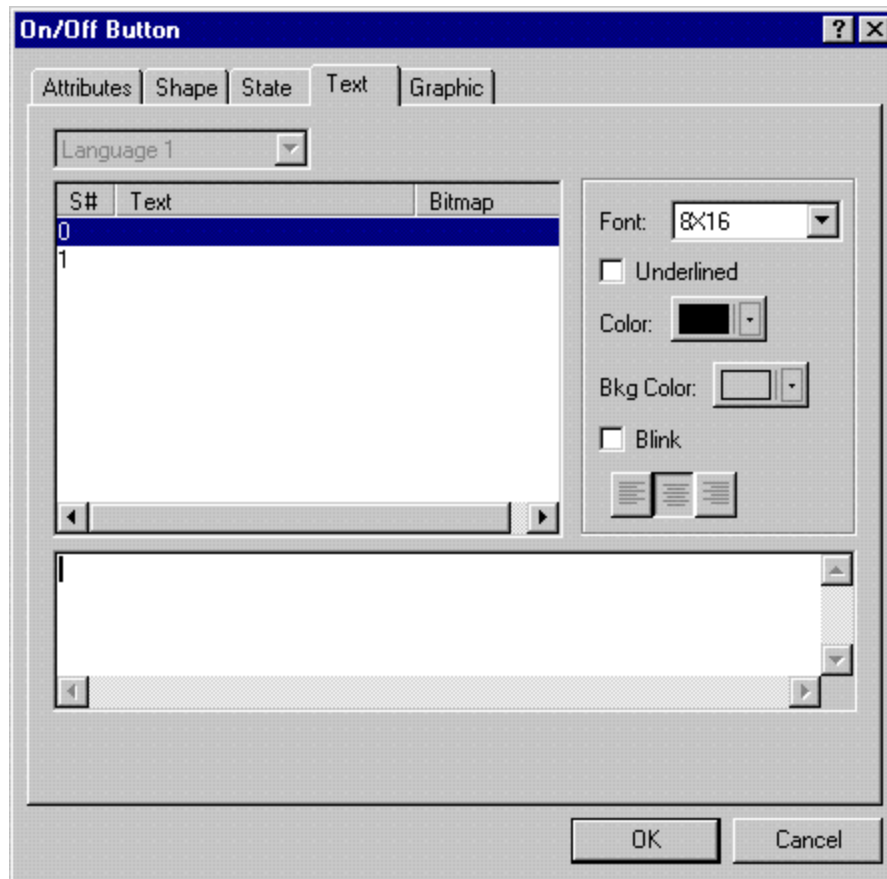 On/Off Button
Attributes Shape State Text Graphic
Language 1
S# Text Bitmap
0
1
Font: 8X16
Underlined
Color:
Bkg Color:
Blink
OK Cancel